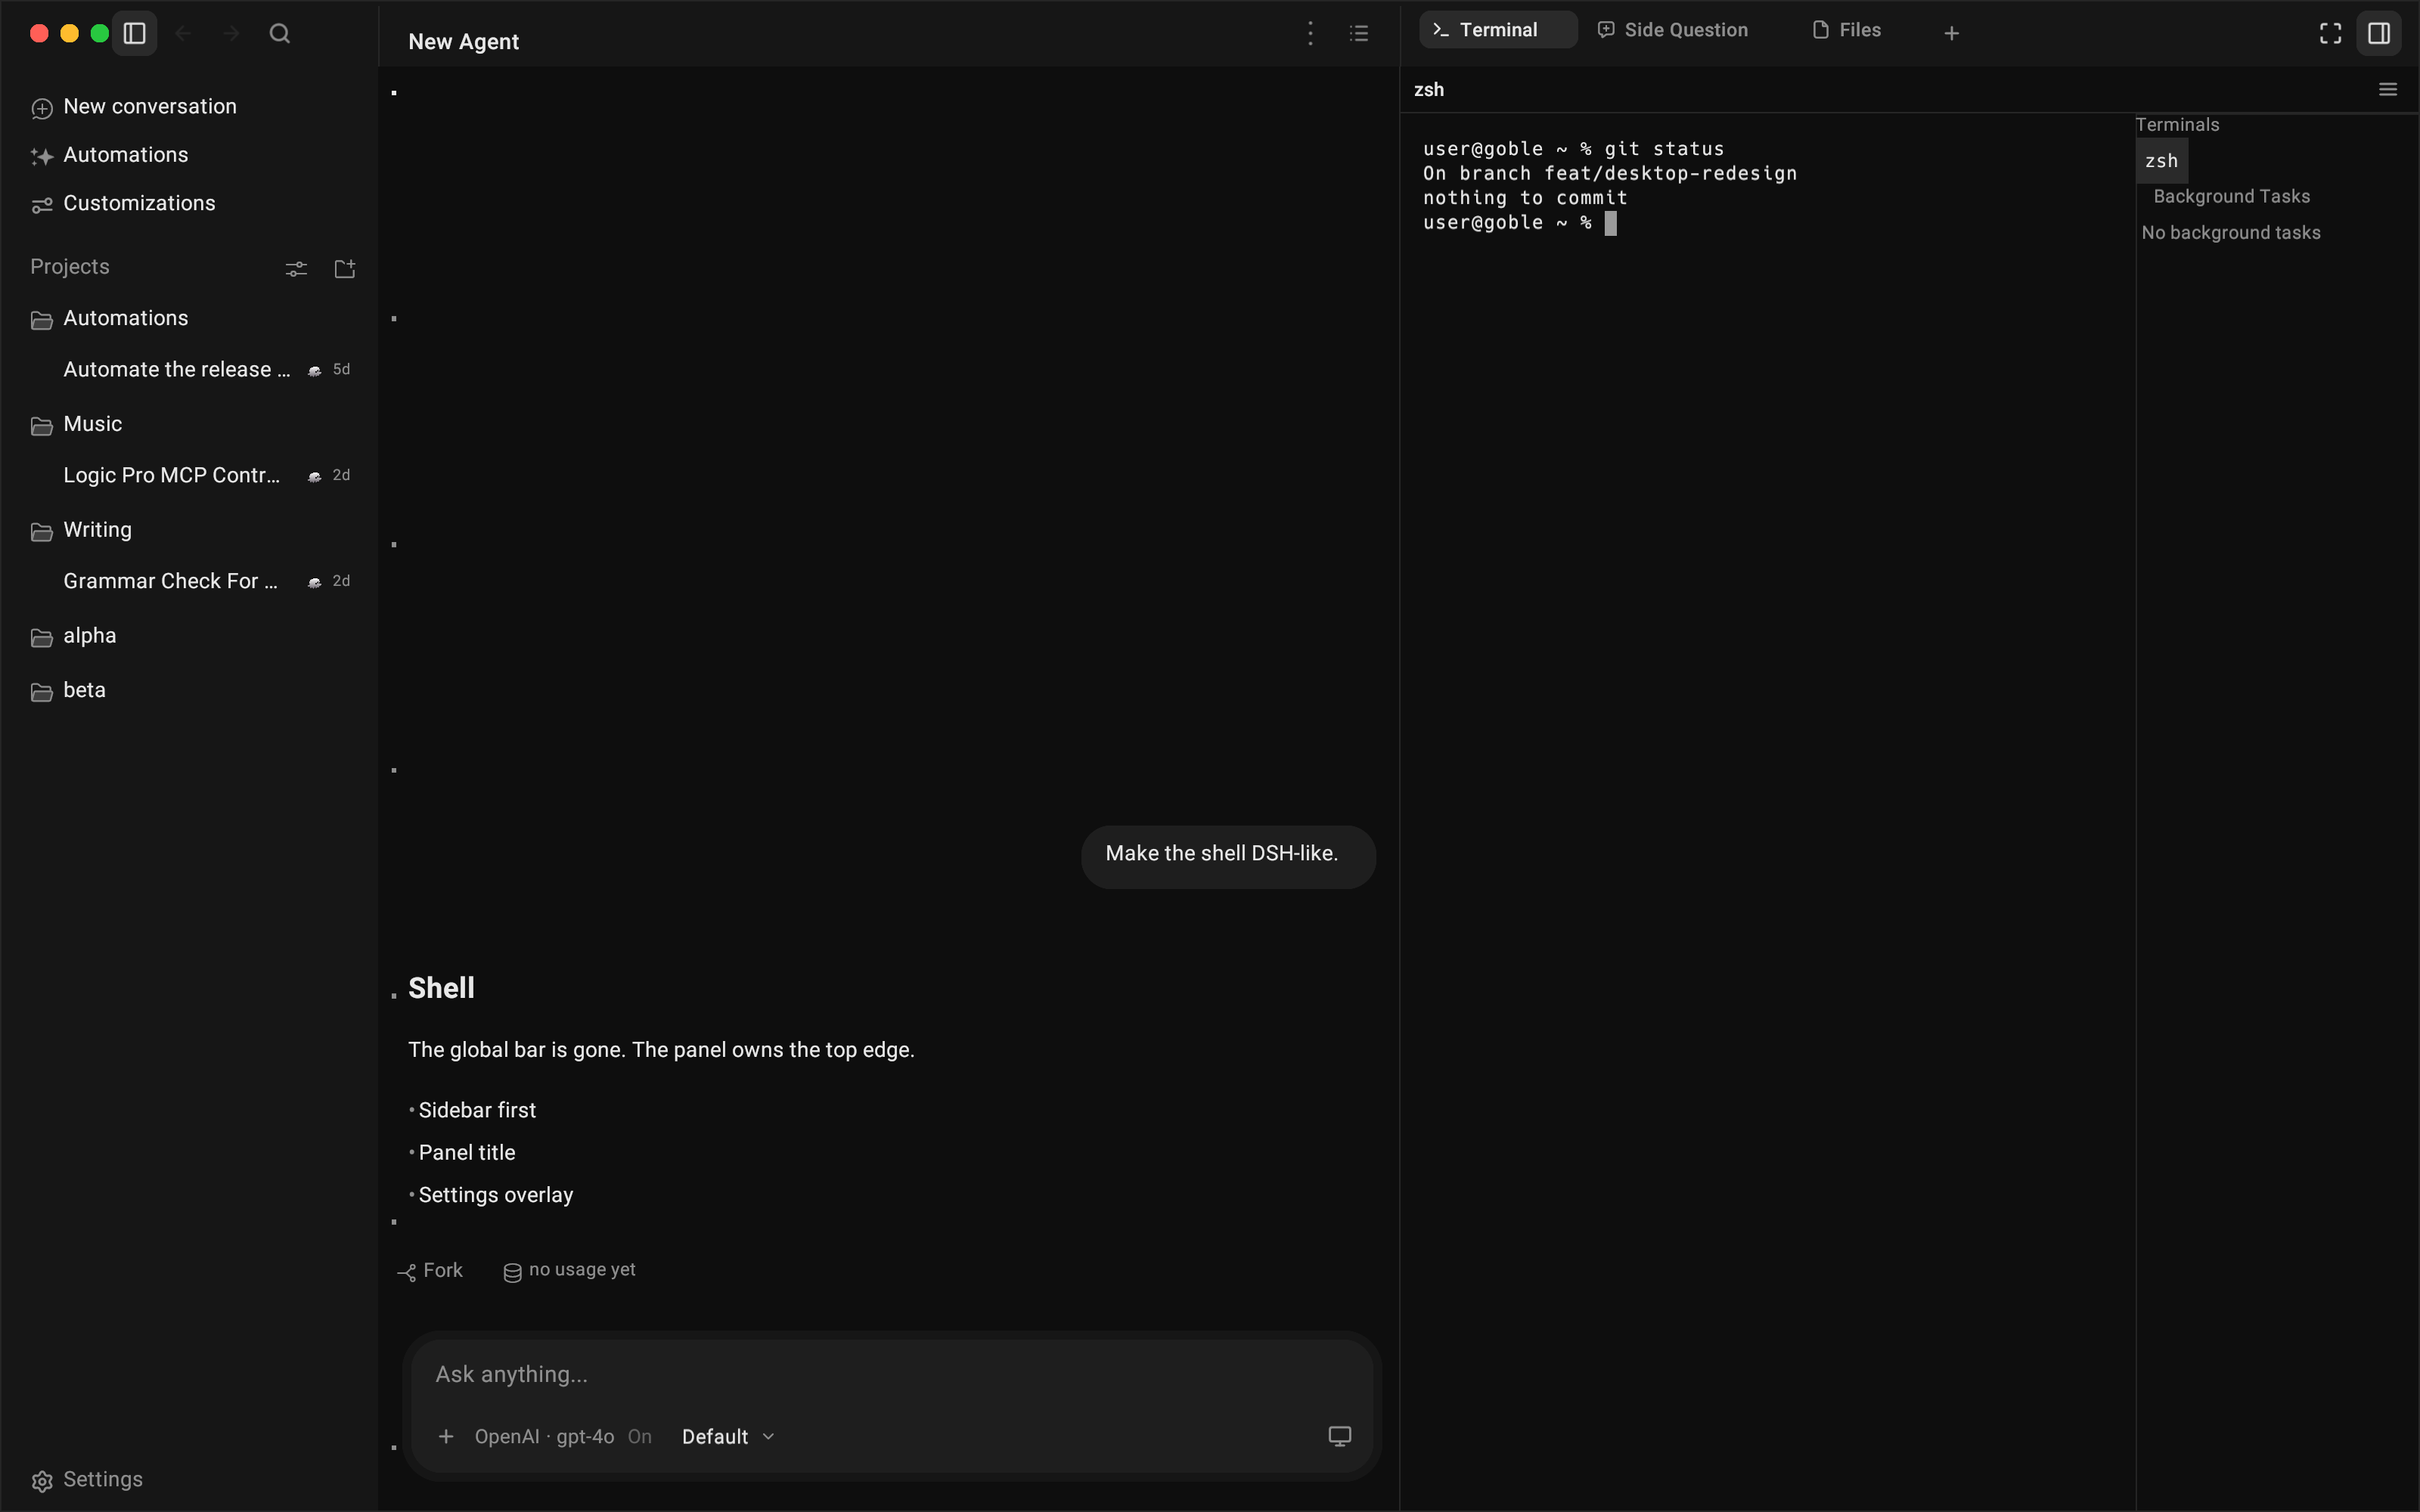 New conversation
Automations
Customizations
Projects
Automations
Automate the release ... 5d
Music
Logic Pro MCP Contr... 2d
Writing
Grammar Check For ... 2d
alpha
beta
Settings
New Agent
Make the shell DSH-like.
Shell
The global bar is gone. The panel owns the top edge.
• Sidebar first
• Panel title
• Settings overlay
Fork no usage yet
Ask anything...
OpenAI · gpt-4o On Default
Terminal Side Question Files
zsh
user@goble ~ % git status
On branch feat/desktop-redesign
nothing to commit
user@goble ~ %
Terminals
zsh
Background Tasks
No background tasks